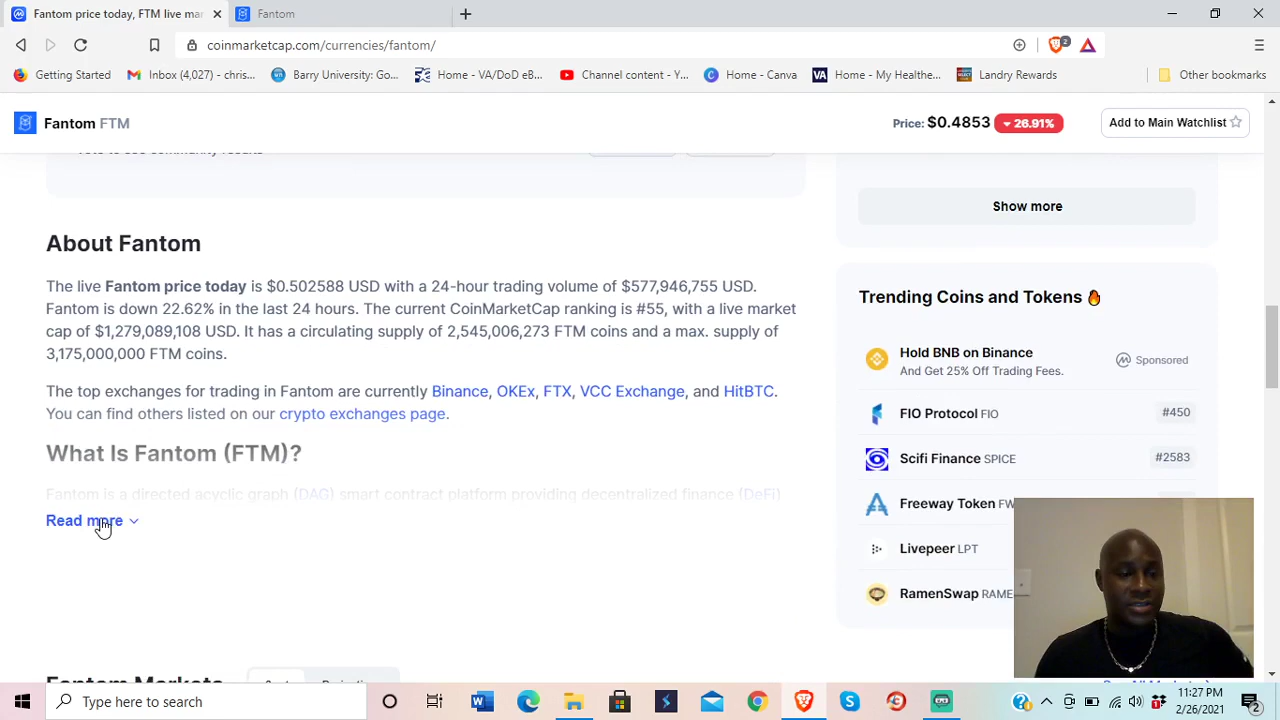 Fantom price today, FTM live mar
Fantom
coinmarketcap.com/currencies/fantom/
2
Getting Started
Inbox (4,027) - chris...
Barry University: Go...
Home - VA/DoD eB...
Channel content - Y...
Home - Canva
VA
Home - My Healthe...
Landry Rewards
Other bookmarks
Fantom FTM
Price: $0.4853
26.91%
Add to Main Watchlist
Show more
About Fantom
The live Fantom price today is $0.502588 USD with a 24-hour trading volume of $577,946,755 USD.
Fantom is down 22.62% in the last 24 hours. The current CoinMarketCap ranking is #55, with a live market
cap of $1,279,089,108 USD. It has a circulating supply of 2,545,006,273 FTM coins and a max. supply of
3,175,000,000 FTM coins.
The top exchanges for trading in Fantom are currently Binance, OKEx, FTX, VCC Exchange, and HitBTC.
You can find others listed on our crypto exchanges page.
What Is Fantom (FTM)?
Fantom is a directed acyclic graph (DAG) smart contract platform providing decentralized finance (DeFi)
Read more
Trending Coins and Tokens
Hold BNB on Binance
And Get 25% Off Trading Fees.
Sponsored
FIO Protocol FIO
#450
Scifi Finance SPICE
#2583
Freeway Token FW
Livepeer LPT
RamenSwap RAME
Fantom Markets
Type here to search
11:27 PM
2/26/2021
2